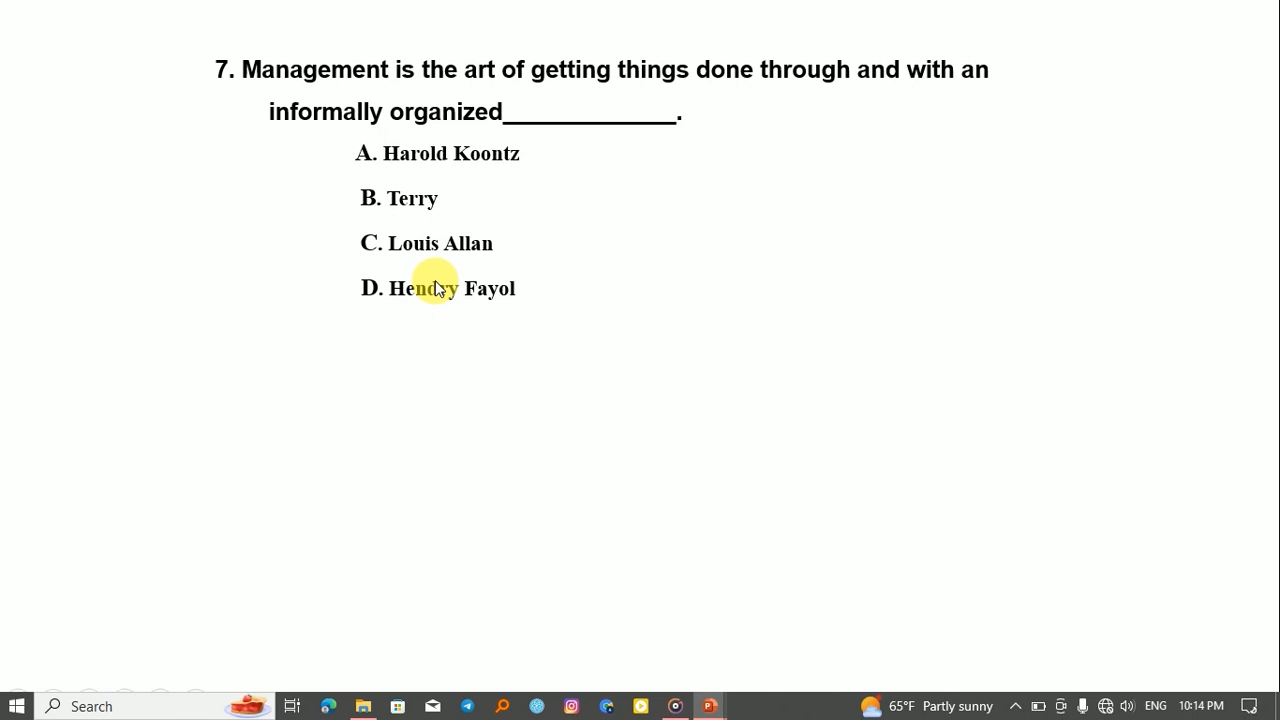 7. Management is the art of getting things done through and with an
informally organized_____________.
A. Harold Koontz
B. Terry
C. Louis Allan
D. Hendry Fayol
Search
65°F Partly sunny
ENG
10:14 PM